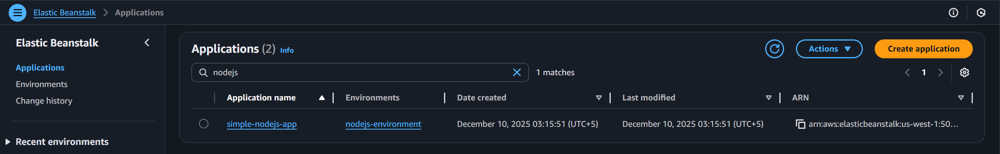 Elastic Beanstalk > Applications
Elastic Beanstalk
Applications
Environments
Change history
Recent environments
Applications (2) Info
Actions
Create application
nodejs
1 matches
1
Application name Environments Date created Last modified ARN
simple-nodejs-app nodejs-environment December 10, 2025 03:15:51 (UTC+5) December 10, 2025 03:15:51 (UTC+5) arn:aws:elasticbeanstalk:us-west-1:50...